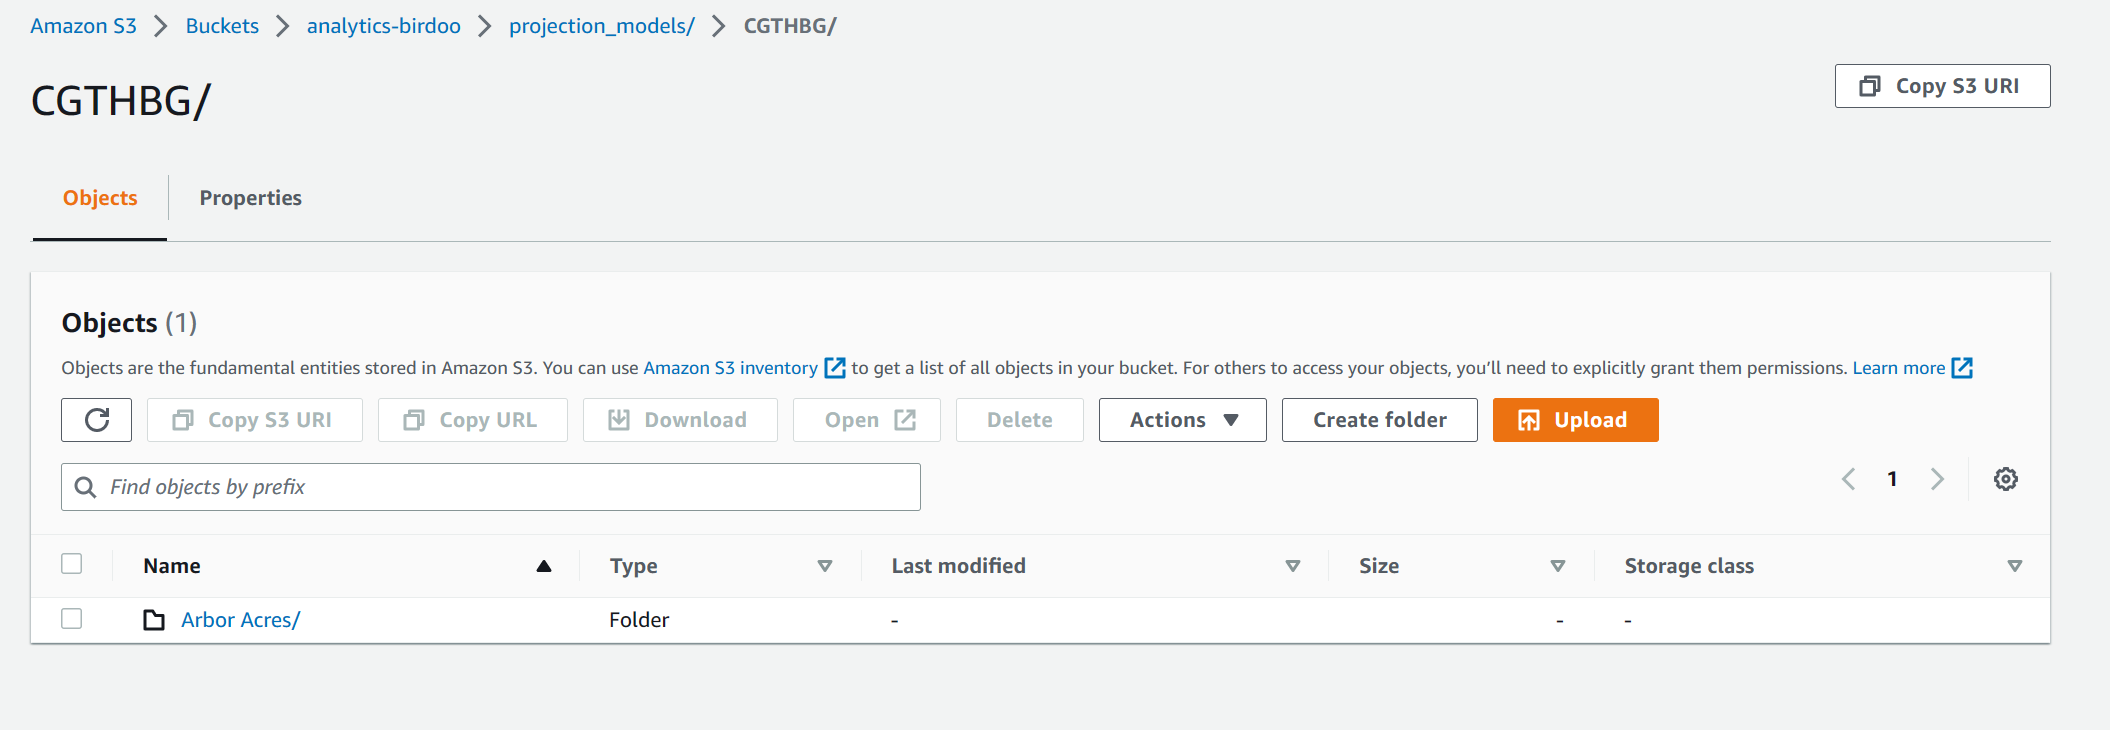 Amazon S3 > Buckets > analytics-birdoo > projection_models/ > CGTHBG/
CGTHBG/
Copy S3 URI
Objects Properties
Objects (1)
Objects are the fundamental entities stored in Amazon S3. You can use Amazon S3 inventory to get a list of all objects in your bucket. For others to access your objects, you’ll need to explicitly grant them permissions. Learn more
Copy S3 URI Copy URL Download Open Delete Actions Create folder Upload
Find objects by prefix 1
Name Type Last modified Size Storage class
Arbor Acres/ Folder - - -